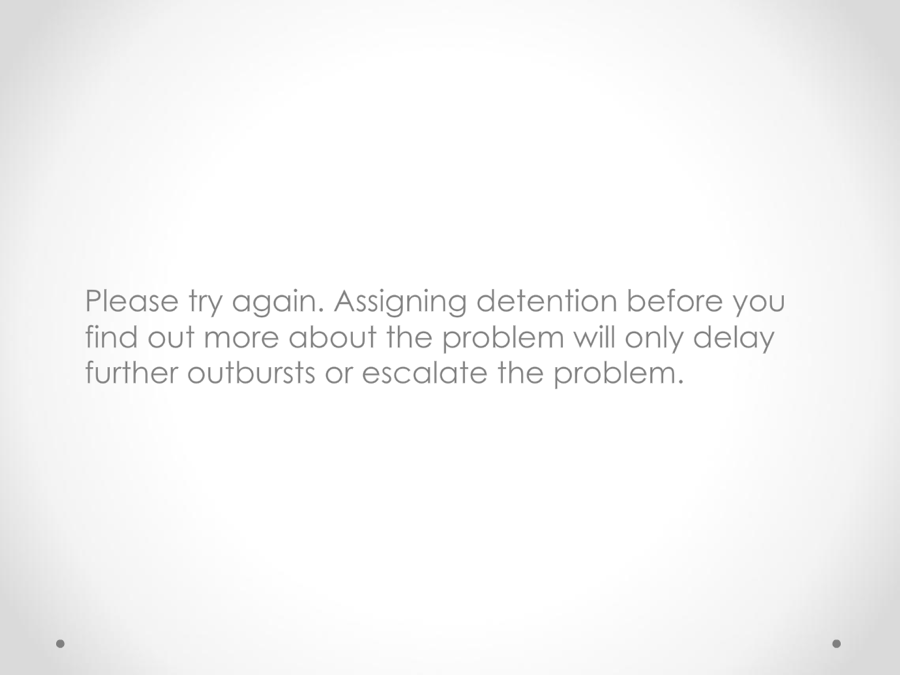 Please try again. Assigning detention before you
find out more about the problem will only delay
further outbursts or escalate the problem.